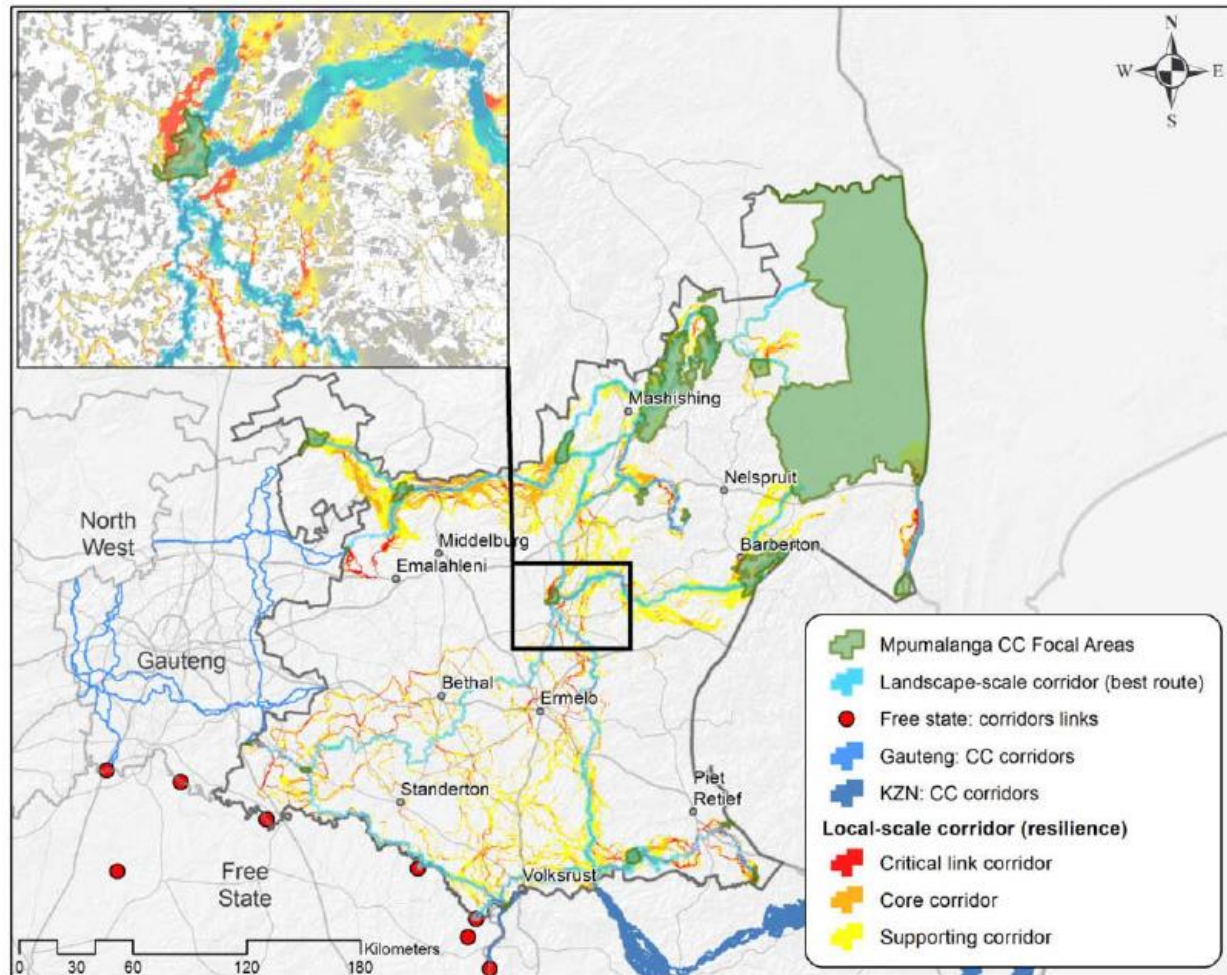 N
W E
S
Mashishing
Nelspruit
North
West
Middelburg
Emalahleni
Barberton
Gauteng
Bethal
Ermelo
Standerton
Piet
Retief
Free
State
Volksrust
Kilometers
0 30 60 120 180
Mpumalanga CC Focal Areas
Landscape-scale corridor (best route)
Free state: corridors links
Gauteng: CC corridors
KZN: CC corridors
Local-scale corridor (resilience)
Critical link corridor
Core corridor
Supporting corridor